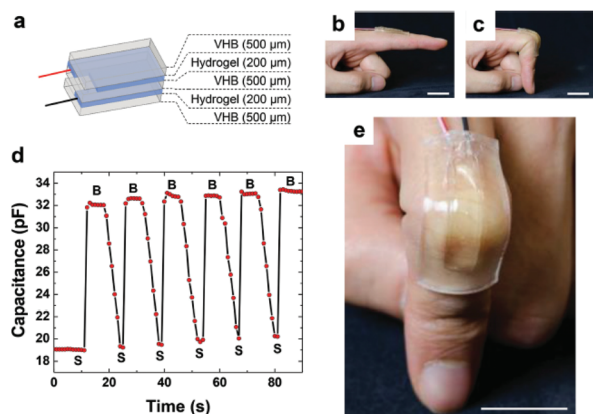 a
VHB (500 μm)
Hydrogel (200 μm)
VHB (500 μm)
Hydrogel (200 μm)
VHB (500 μm)
b
c
d
Capacitance (pF)
34
32
30
28
26
24
22
20
18
B B B B B B
S S S S S S
0 20 40 60 80
Time (s)
e